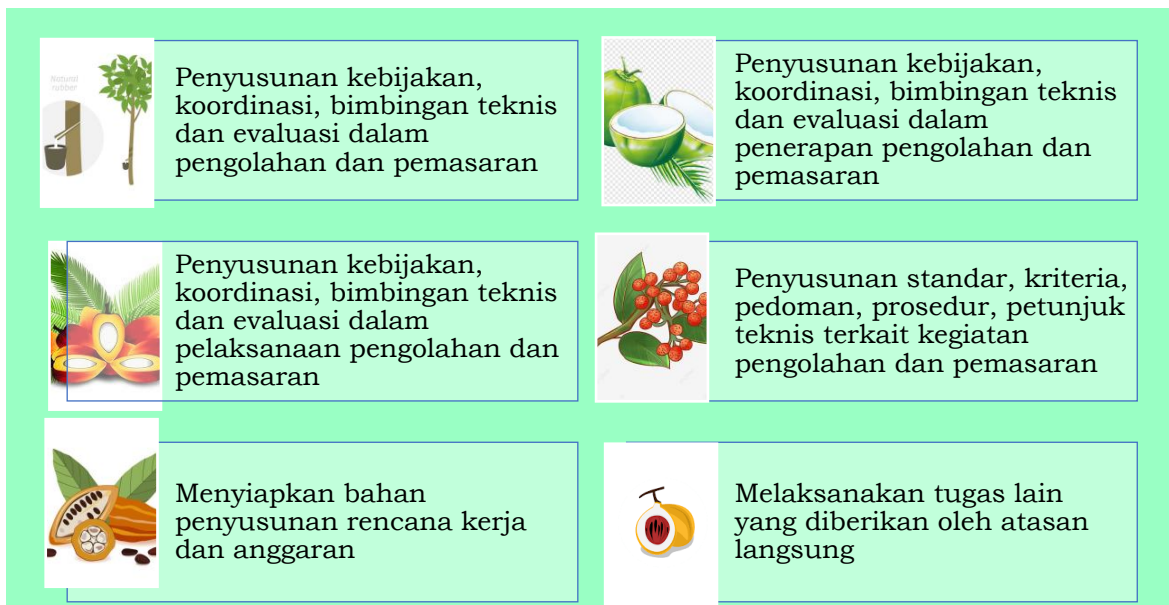 Natural
rubber
Penyusunan kebijakan,
koordinasi, bimbingan teknis
dan evaluasi dalam
pengolahan dan pemasaran
Penyusunan kebijakan,
koordinasi, bimbingan teknis
dan evaluasi dalam
penerapan pengolahan dan
pemasaran
Penyusunan kebijakan,
koordinasi, bimbingan teknis
dan evaluasi dalam
pelaksanaan pengolahan dan
pemasaran
Penyusunan standar, kriteria,
pedoman, prosedur, petunjuk
teknis terkait kegiatan
pengolahan dan pemasaran
Menyiapkan bahan
penyusunan rencana kerja
dan anggaran
Melaksanakan tugas lain
yang diberikan oleh atasan
langsung